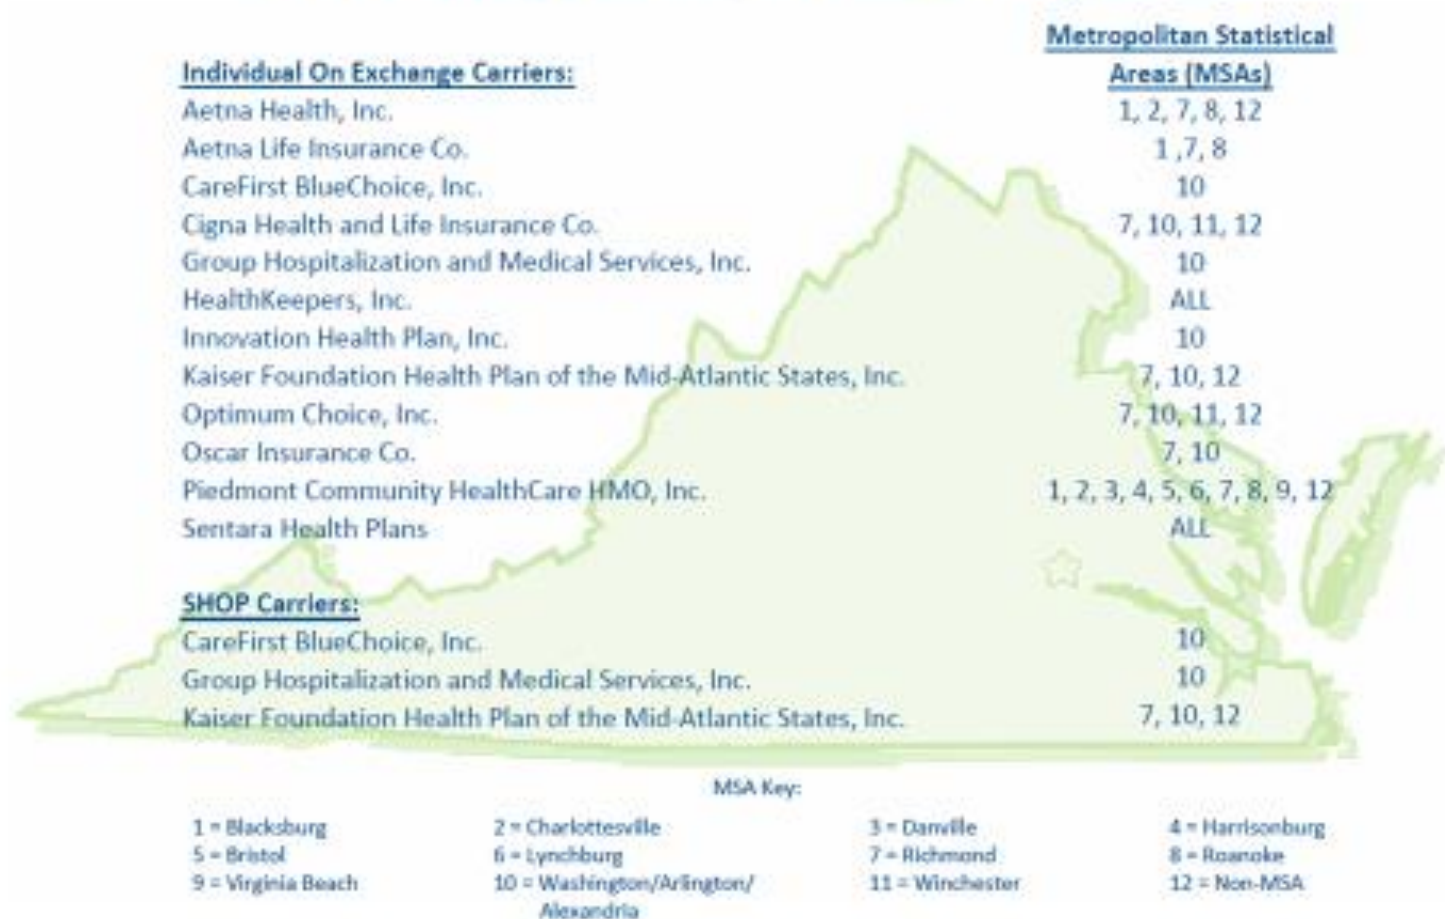 Individual On Exchange Carriers:
Metropolitan Statistical
Areas (MSAs)
Aetna Health, Inc. 1, 2, 7, 8, 12
Aetna Life Insurance Co. 1 ,7, 8
CareFirst BlueChoice, Inc. 10
Cigna Health and Life Insurance Co. 7, 10, 11, 12
Group Hospitalization and Medical Services, Inc. 10
HealthKeepers, Inc. ALL
Innovation Health Plan, Inc. 10
Kaiser Foundation Health Plan of the Mid-Atlantic States, Inc. 7, 10, 12
Optimum Choice, Inc. 7, 10, 11, 12
Oscar Insurance Co. 7, 10
Piedmont Community HealthCare HMO, Inc. 1, 2, 3, 4, 5, 6, 7, 8, 9, 12
Sentara Health Plans ALL
SHOP Carriers:
CareFirst BlueChoice, Inc. 10
Group Hospitalization and Medical Services, Inc. 10
Kaiser Foundation Health Plan of the Mid-Atlantic States, Inc. 7, 10, 12
MSA Key:
1 = Blacksburg 2 = Charlottesville 3 = Danville 4 = Harrisonburg
5 = Bristol 6 = Lynchburg 7 = Richmond 8 = Roanoke
9 = Virginia Beach 10 = Washington/Arlington/ 11 = Winchester 12 = Non-MSA
Alexandria